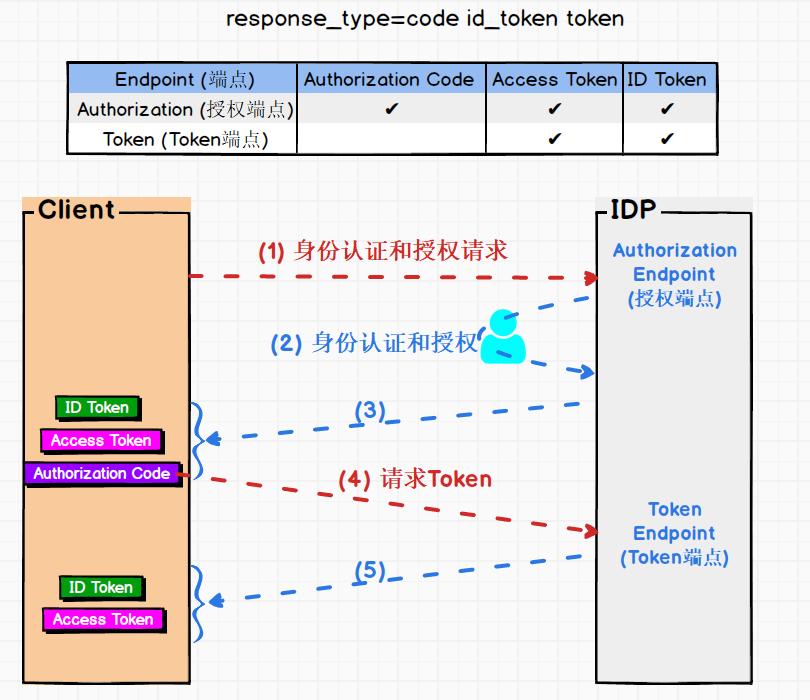 response_type=code id_token token
Endpoint (端点) Authorization Code Access Token ID Token
Authorization (授权端点) ✔ ✔ ✔
Token (Token端点) ✔ ✔
Client
IDP
(1) 身份认证和授权请求
Authorization
Endpoint
(授权端点)
(2) 身份认证和授权
(3)
ID Token
Access Token
Authorization Code
(4) 请求Token
Token
Endpoint
(Token端点)
(5)
ID Token
Access Token